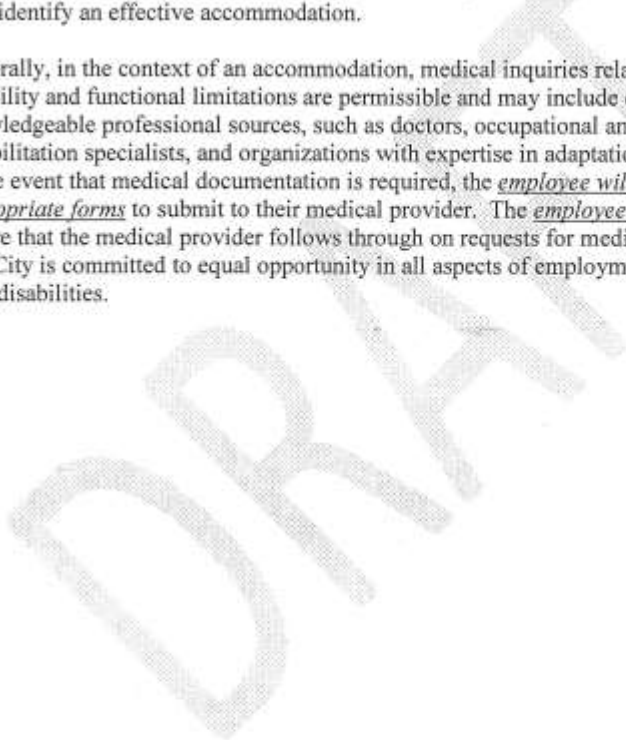 identify an effective accommodation.
rally, in the context of an accommodation, medical inquiries rela
ility and functional limitations are permissible and may include
ledgeable professional sources, such as doctors, occupational an
bilitation specialists, and organizations with expertise in adaptatio
e event that medical documentation is required, the employee wil
opriate forms to submit to their medical provider. The employee
re that the medical provider follows through on requests for medi
City is committed to equal opportunity in all aspects of employm
disabilities.
DRAFT